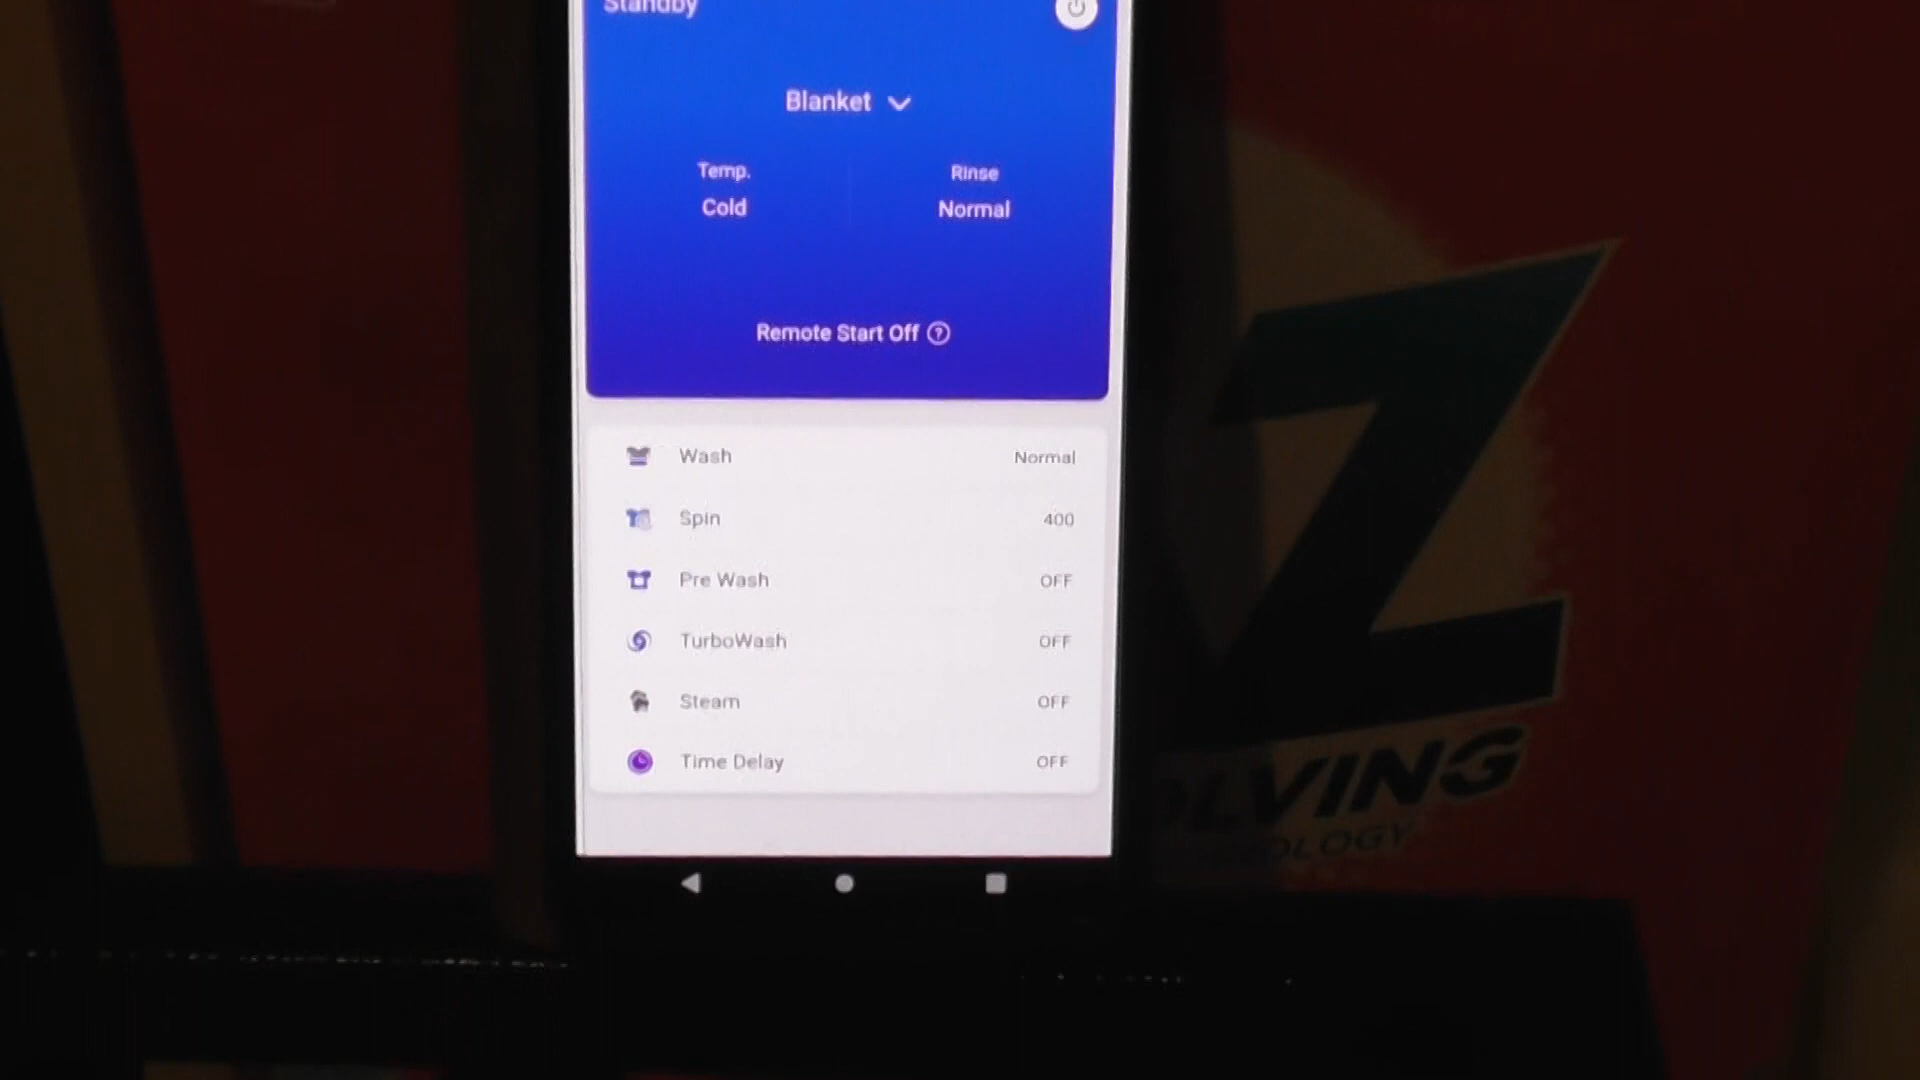 Standby
Blanket
Temp. Rinse
Cold Normal
Remote Start Off ?
Wash Normal
Spin 400
Pre Wash OFF
TurboWash OFF
Steam OFF
Time Delay OFF
Z
LVING
OLOGY